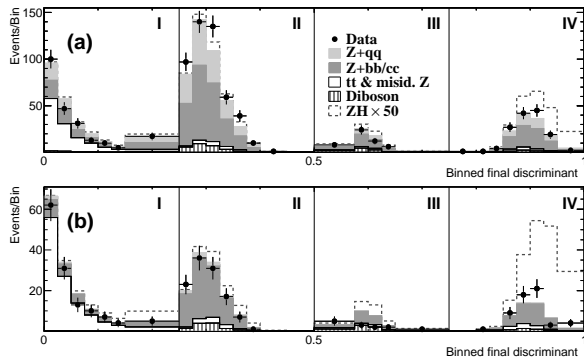 Events/Bin
150
100
50
(a)
I
II
III
IV
Data
Z+qq
Z+bb/cc
tt & misid. Z
Diboson
ZH × 50
0
0.5
1
Binned final discriminant
Events/Bin
60
40
20
(b)
I
II
III
IV
0
0.5
1
Binned final discriminant